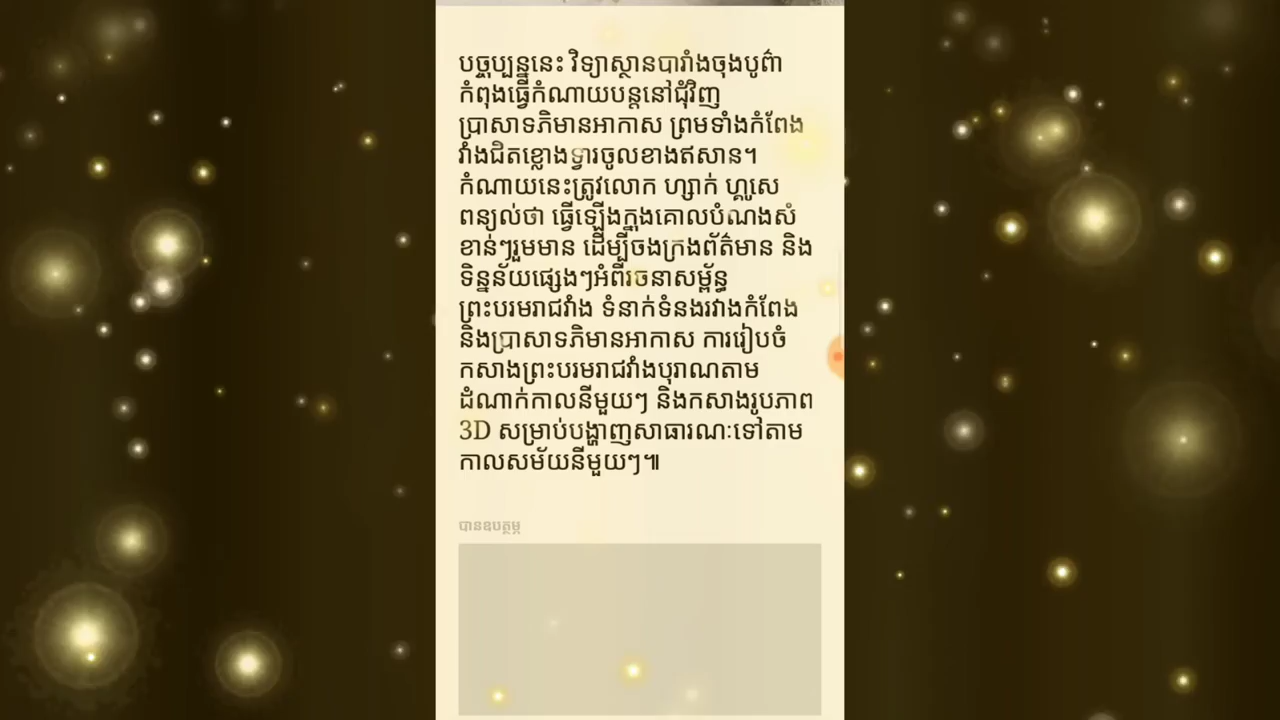 បច្ចុប្បន្ននេះ វិទ្យាស្ថានបារាំងចុងបូព៌ា
កំពុងធ្វើកំណាយបន្តនៅជុំវិញ
ប្រាសាទភិមានអាកាស ព្រមទាំងកំពែង
វាំងជិតខ្លោងទ្វារចូលខាងឥសាន។
កំណាយនេះត្រូវលោក ហ្សាក់ ហ្គូសេ
ពន្យល់ថា ធ្វើឡើងក្នុងគោលបំណងសំ
ខាន់ៗរួមមាន ដើម្បីចងក្រងព័ត៌មាន និង
ទិន្នន័យផ្សេងៗអំពីរចនាសម្ព័ន្ធ
ព្រះបរមរាជវាំង ទំនាក់ទំនងរវាងកំពែង
និងប្រាសាទភិមានអាកាស ការរៀបចំ
កសាងព្រះបរមរាជវាំងបុរាណតាម
ដំណាក់កាលនីមួយៗ និងកសាងរូបភាព
3D សម្រាប់បង្ហាញសាធារណៈទៅតាម
កាលសម័យនីមួយៗ៕
បានឧបត្ថម្ភ